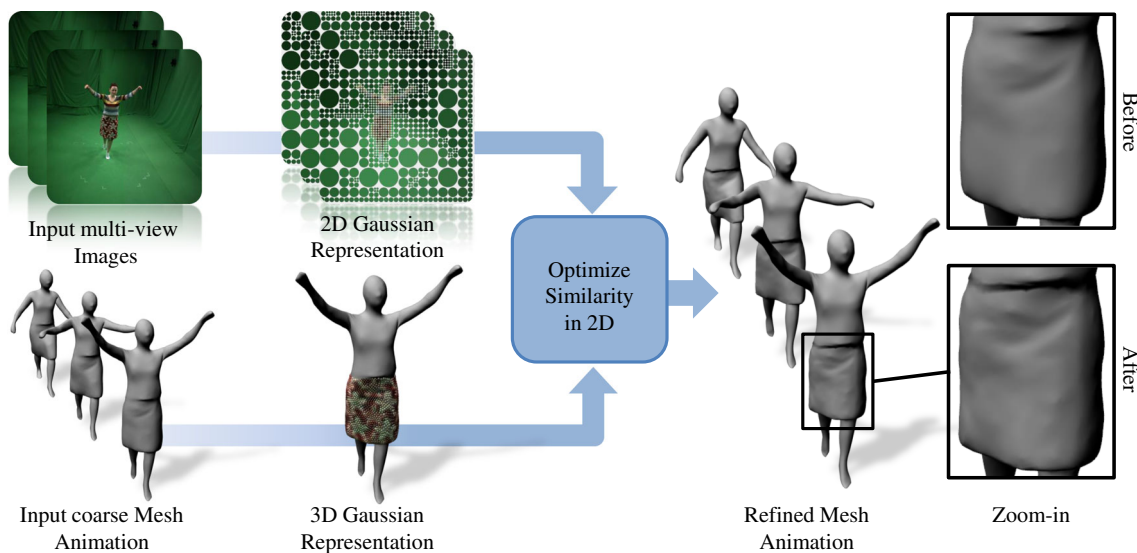 Input multi-view
Images
2D Gaussian
Representation
Optimize
Similarity
in 2D
Before
After
Input coarse Mesh
Animation
3D Gaussian
Representation
Refined Mesh
Animation
Zoom-in